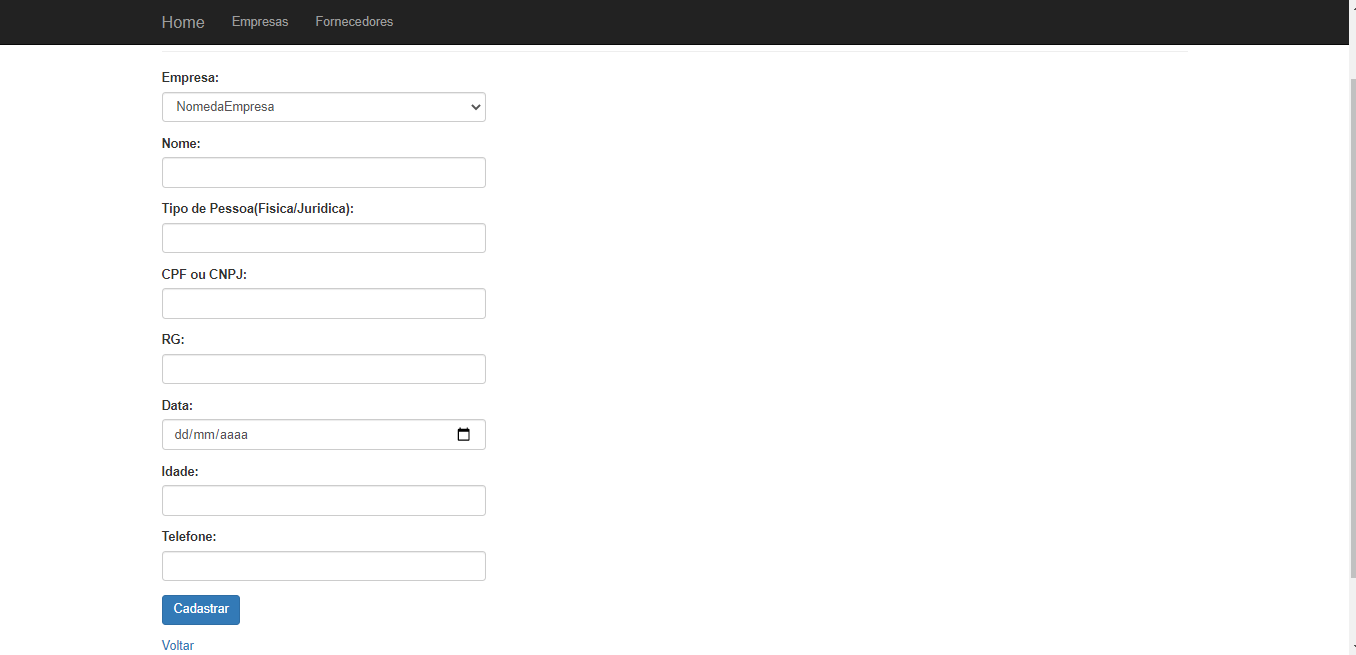 Home Empresas Fornecedores
Empresa:
NomedaEmpresa
Nome:
Tipo de Pessoa(Fisica/Juridica):
CPF ou CNPJ:
RG:
Data:
dd/mm/aaaa
Idade:
Telefone:
Cadastrar
Voltar